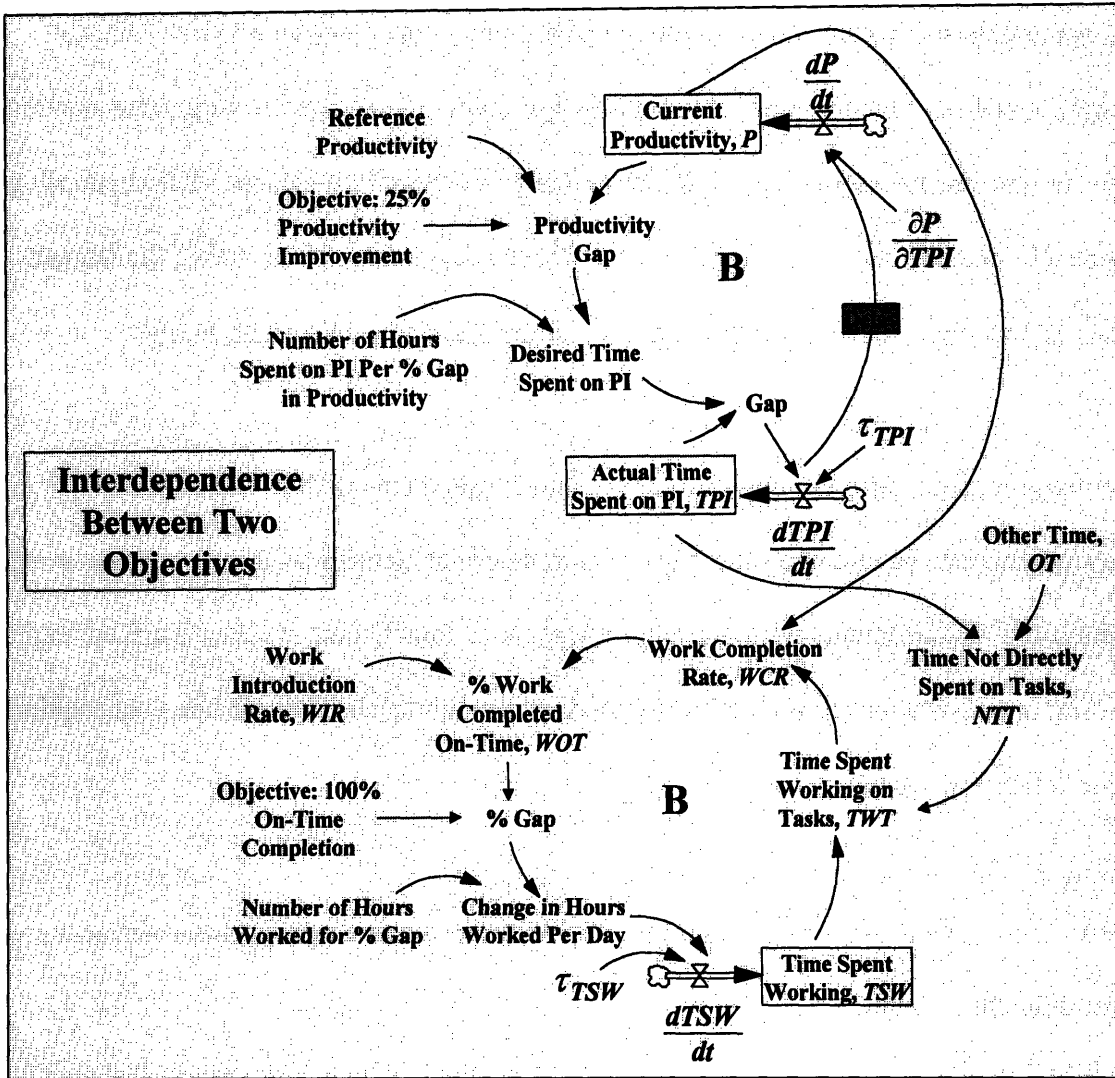 dP
dt
Current
Productivity, P
Reference
Productivity
Objective: 25%
Productivity
Improvement
Productivity
Gap
B
∂P
∂TPI
Number of Hours
Spent on PI Per % Gap
in Productivity
Desired Time
Spent on PI
Gap
τTPI
Interdependence
Between Two
Objectives
Actual Time
Spent on PI, TPI
dTPI
dt
Other Time,
OT
Work
Introduction
Rate, WIR
% Work
Completed
On-Time, WOT
Work Completion
Rate, WCR
Time Not Directly
Spent on Tasks,
NTT
Time Spent
Working on
Tasks, TWT
Objective: 100%
On-Time
Completion
% Gap
B
Number of Hours
Worked for % Gap
Change in Hours
Worked Per Day
τTSW
dTSW
dt
Time Spent
Working, TSW